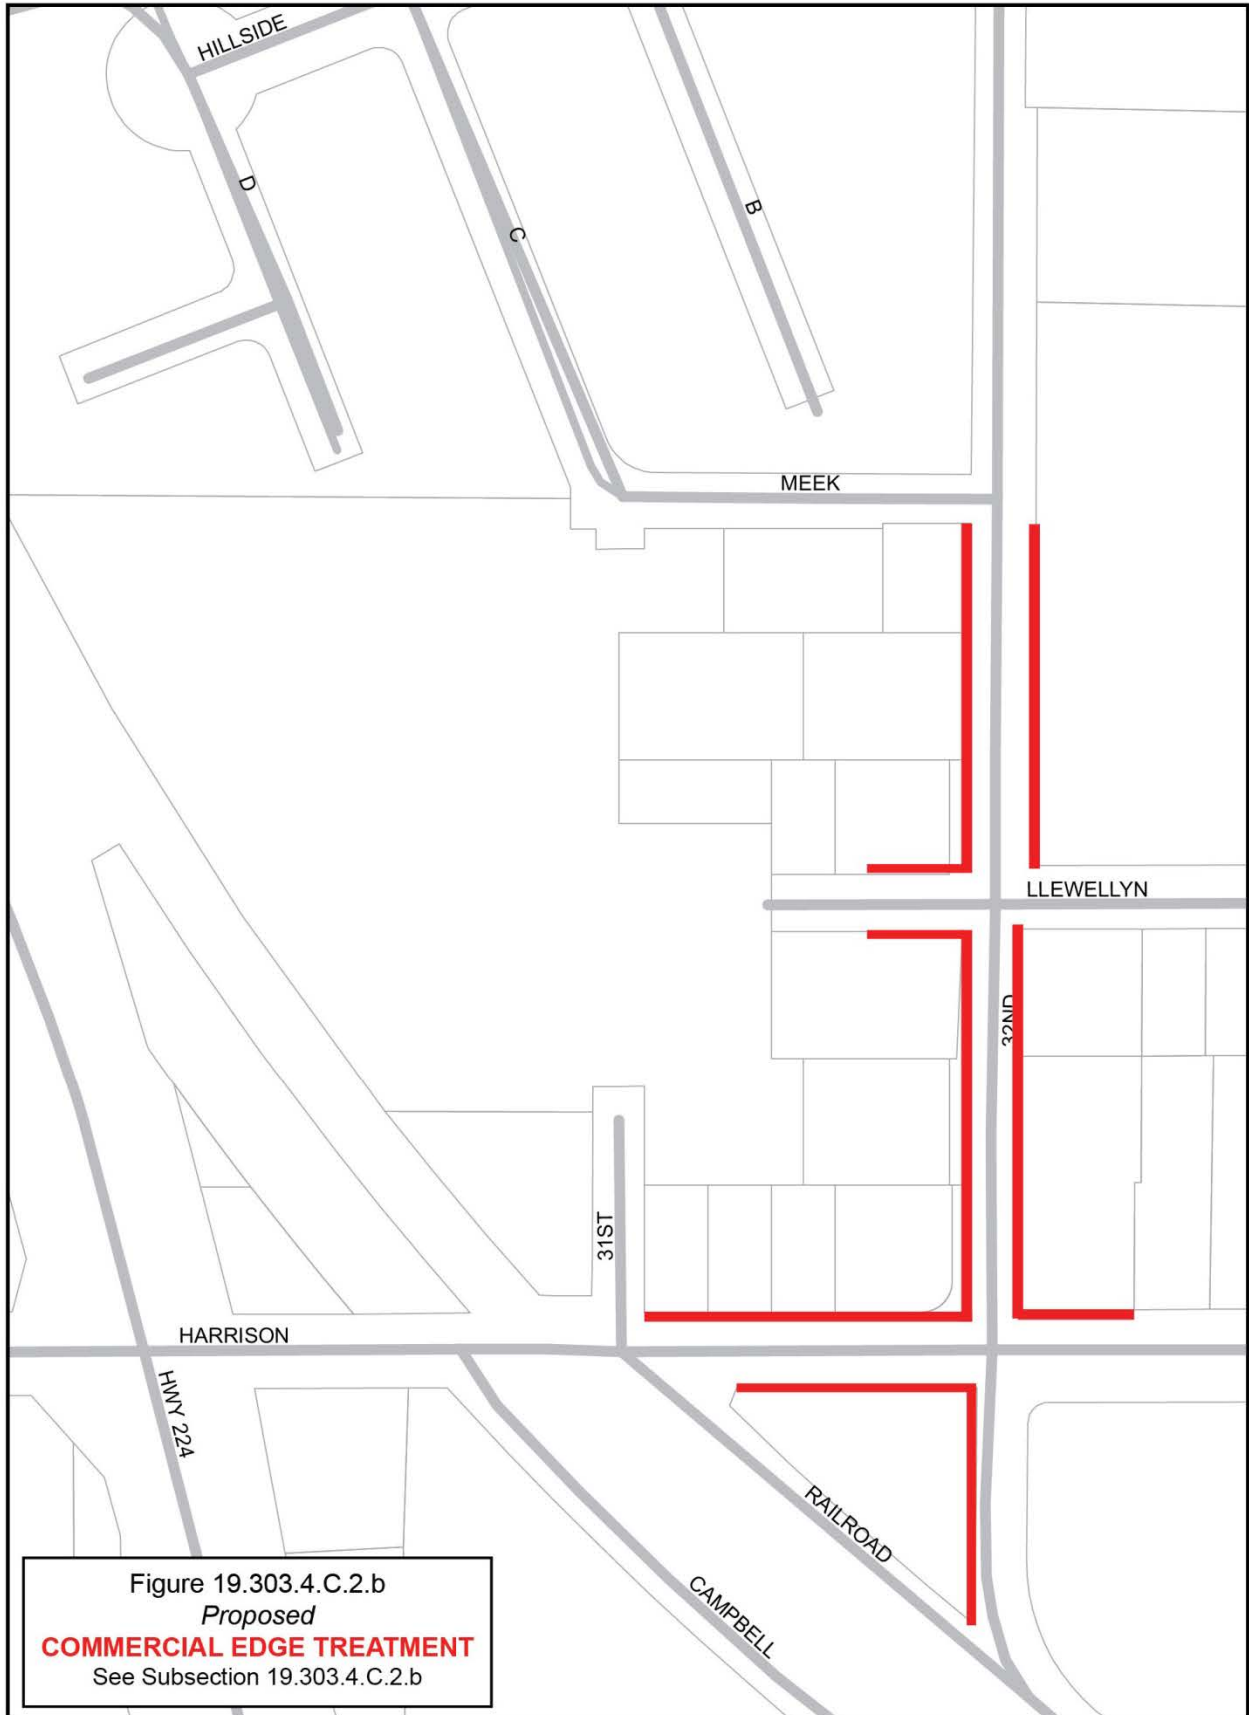 HILLSIDE
D
C
B
MEEK
LLEWELLYN
32ND
31ST
HARRISON
HWY 224
RAILROAD
CAMPBELL
Figure 19.303.4.C.2.b
Proposed
COMMERCIAL EDGE TREATMENT
See Subsection 19.303.4.C.2.b